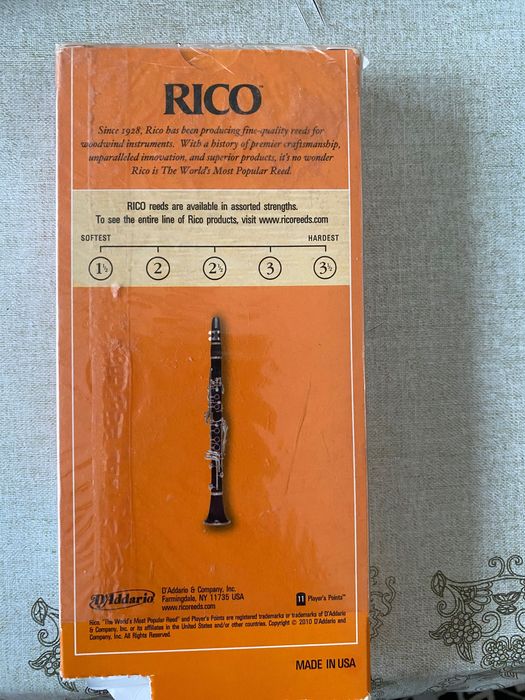 RICO™
Since 1928, Rico has been producing fine-quality reeds for
woodwind instruments. With a history of premier craftsmanship,
unparalleled innovation, and superior products, it's no wonder
Rico is The World's Most Popular Reed.
RICO reeds are available in assorted strengths.
To see the entire line of Rico products, visit www.ricoreeds.com
SOFTEST HARDEST
1½ 2 2½ 3 3½
D'Addario
D'Addario & Company, Inc.
Farmingdale, NY 11735 USA
www.ricoreeds.com
11 Player's Points™
Rico, "The World's Most Popular Reed" and Player's Points are registered trademarks or trademarks of D'Addario
& Company, Inc. or its affiliates in the United States and/or other countries. Copyright © 2010 D'Addario and
Company, Inc. All Rights Reserved.
MADE IN USA